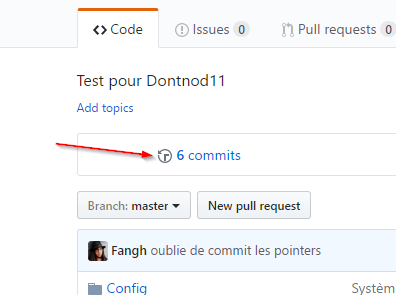 Code Issues 0 Pull requests 0
Test pour Dontnod11
Add topics
6 commits
Branch: master New pull request
Fangh oublie de commit les pointers
Config Systèm